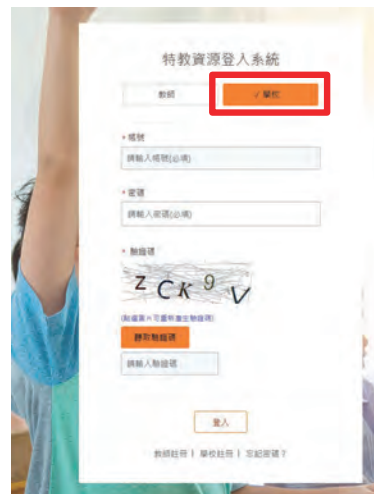 特教資源登入系統
教師
√ 學校
* 帳號
請輸入帳號(必填)
* 密碼
請輸入密碼(必填)
* 驗證碼
Z C K 9 V
(點選圖片可重新產生驗證碼)
聽取驗證碼
請輸入驗證碼
登入
教師註冊 | 學校註冊 | 忘記密碼?